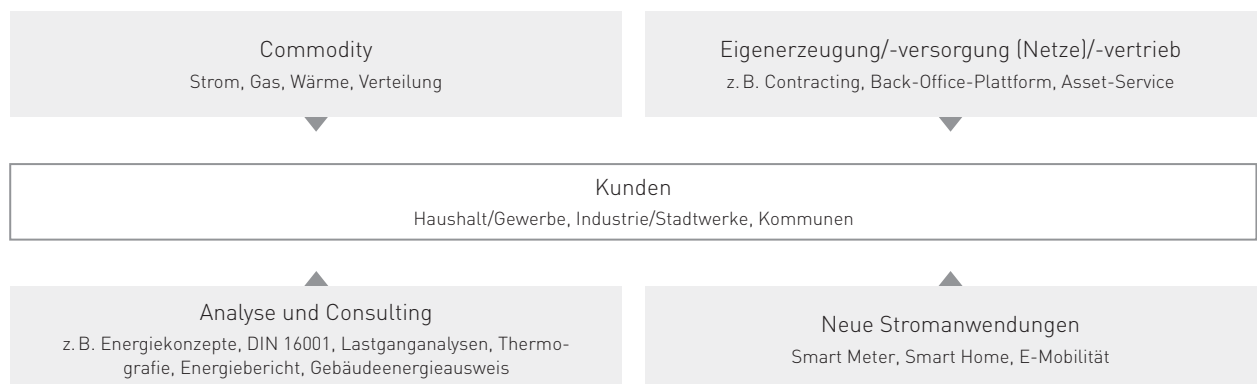 Commodity
Strom, Gas, Wärme, Verteilung
Eigenerzeugung/-versorgung (Netze)/-vertrieb
z. B. Contracting, Back-Office-Plattform, Asset-Service
Kunden
Haushalt/Gewerbe, Industrie/Stadtwerke, Kommunen
Analyse und Consulting
z. B. Energiekonzepte, DIN 16001, Lastganganalysen, Thermo-
grafie, Energiebericht, Gebäudeenergieausweis
Neue Stromanwendungen
Smart Meter, Smart Home, E-Mobilität